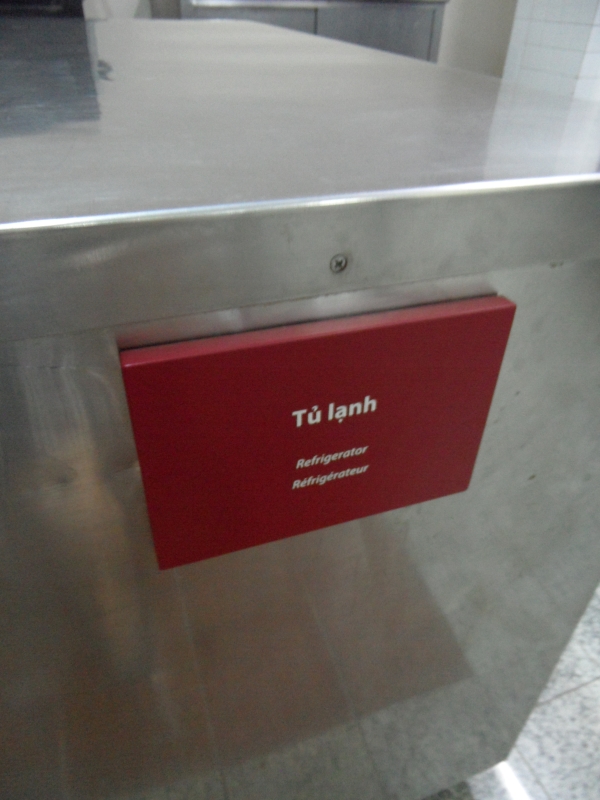 Tủ lạnh
Refrigerator
Réfrigérateur